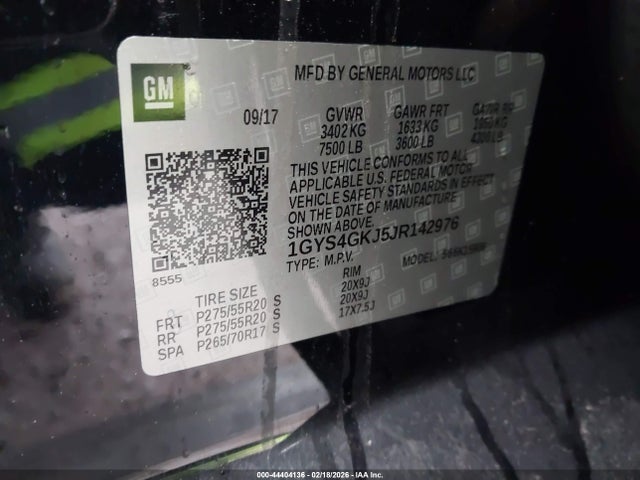 GM
MFD BY GENERAL MOTORS LLC
09/17 GVWR GAWR FRT GAWR RR
3402 KG 1633 KG
7500 LB 3600 LB
THIS VEHICLE CONFORMS TO ALL
APPLICABLE U.S. FEDERAL MOTOR
VEHICLE SAFETY STANDARDS IN EFFECT
ON THE DATE OF MANUFACTURE
SHOWN ABOVE.
1GYS4GKJ5JR142976
TYPE: M.P.V. MODEL:
8555
TIRE SIZE RIM
FRT P275/55R20 S 20X9J
RR P275/55R20 S 20X9J
SPA P265/70R17 S 17X7.5J
000-44404136 - 02/18/2026 - IAA Inc.